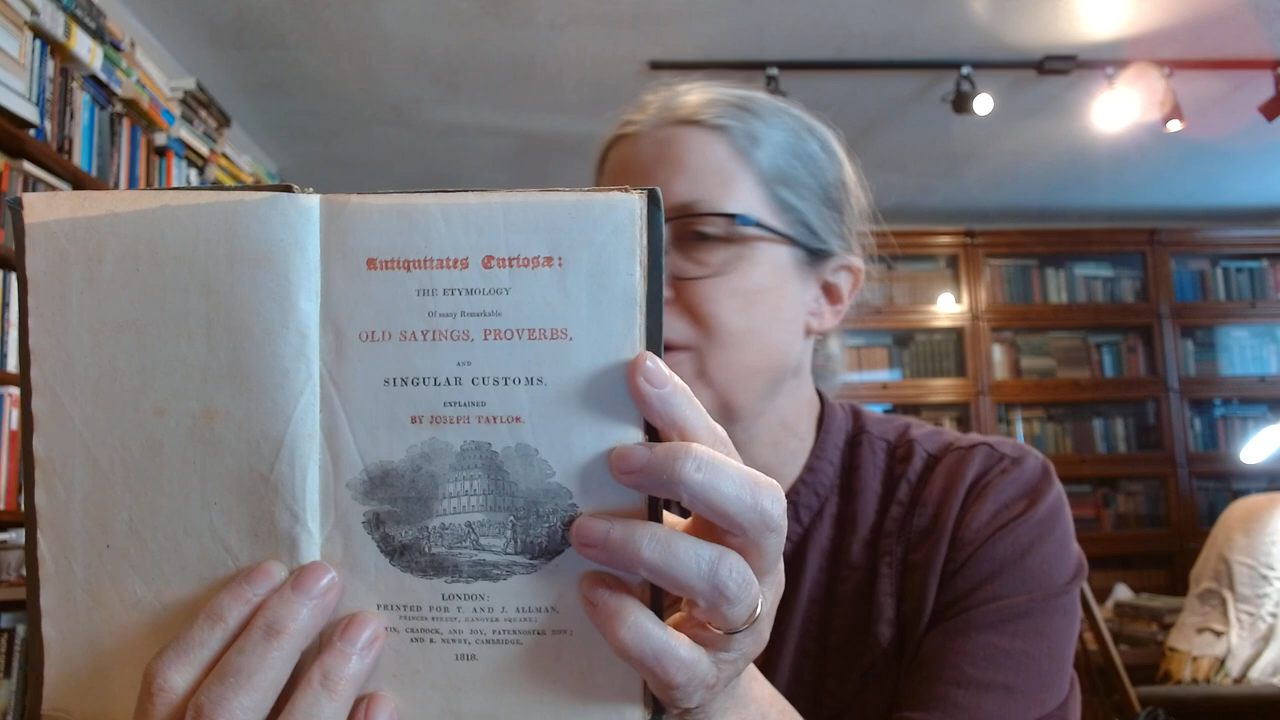 Antiquitates Curiosæ:
THE ETYMOLOGY
Of many Remarkable
OLD SAYINGS, PROVERBS,
AND
SINGULAR CUSTOMS,
EXPLAINED
BY JOSEPH TAYLOR.
LONDON:
PRINTED FOR T. AND J. ALLMAN,
PRINCES STREET, HANOVER SQUARE;
CRADOCK, AND JOY, PATERNOSTER ROW;
AND R. NEWBY, CAMBRIDGE.
1818.